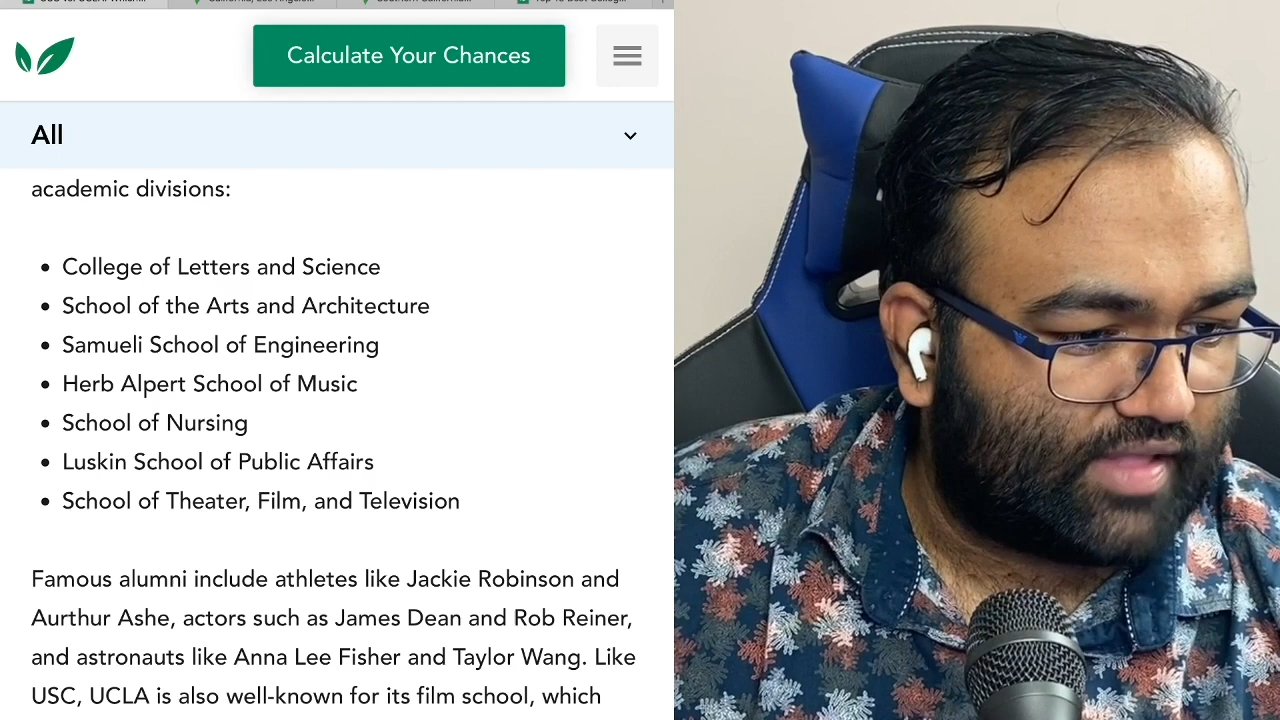 Calculate Your Chances
All
academic divisions:
• College of Letters and Science
• School of the Arts and Architecture
• Samueli School of Engineering
• Herb Alpert School of Music
• School of Nursing
• Luskin School of Public Affairs
• School of Theater, Film, and Television
Famous alumni include athletes like Jackie Robinson and
Aurthur Ashe, actors such as James Dean and Rob Reiner,
and astronauts like Anna Lee Fisher and Taylor Wang. Like
USC, UCLA is also well-known for its film school, which